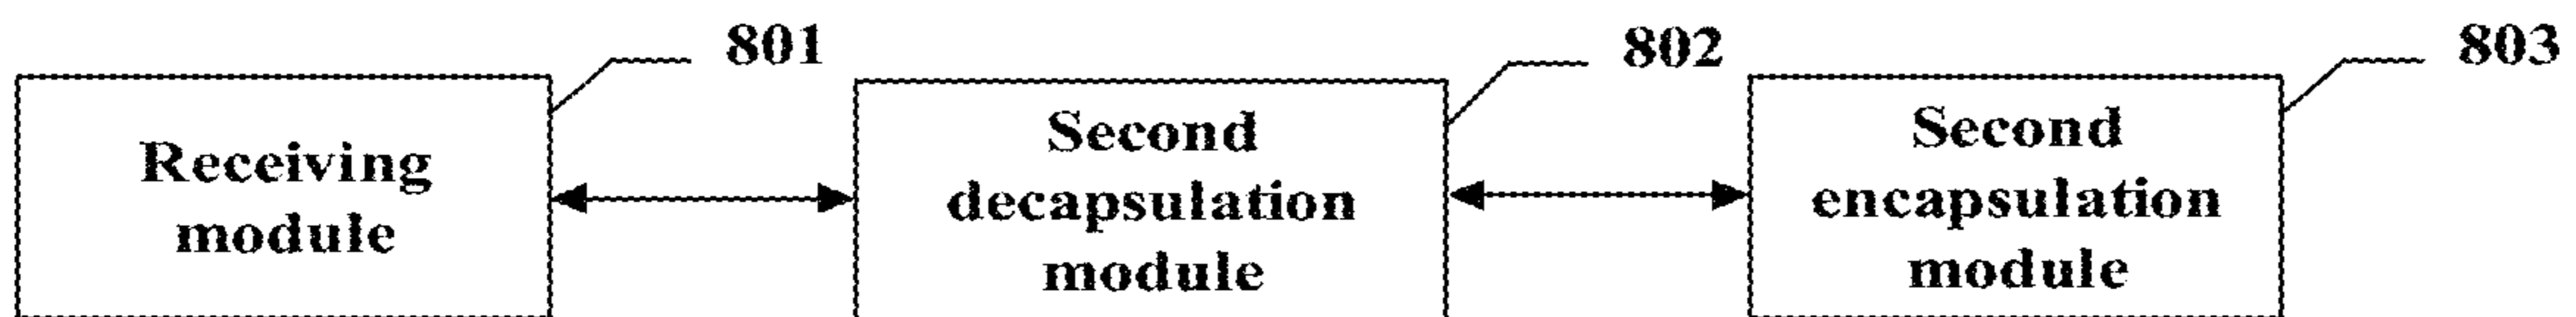 801
Receiving
module
802
Second
decapsulation
module
803
Second
encapsulation
module